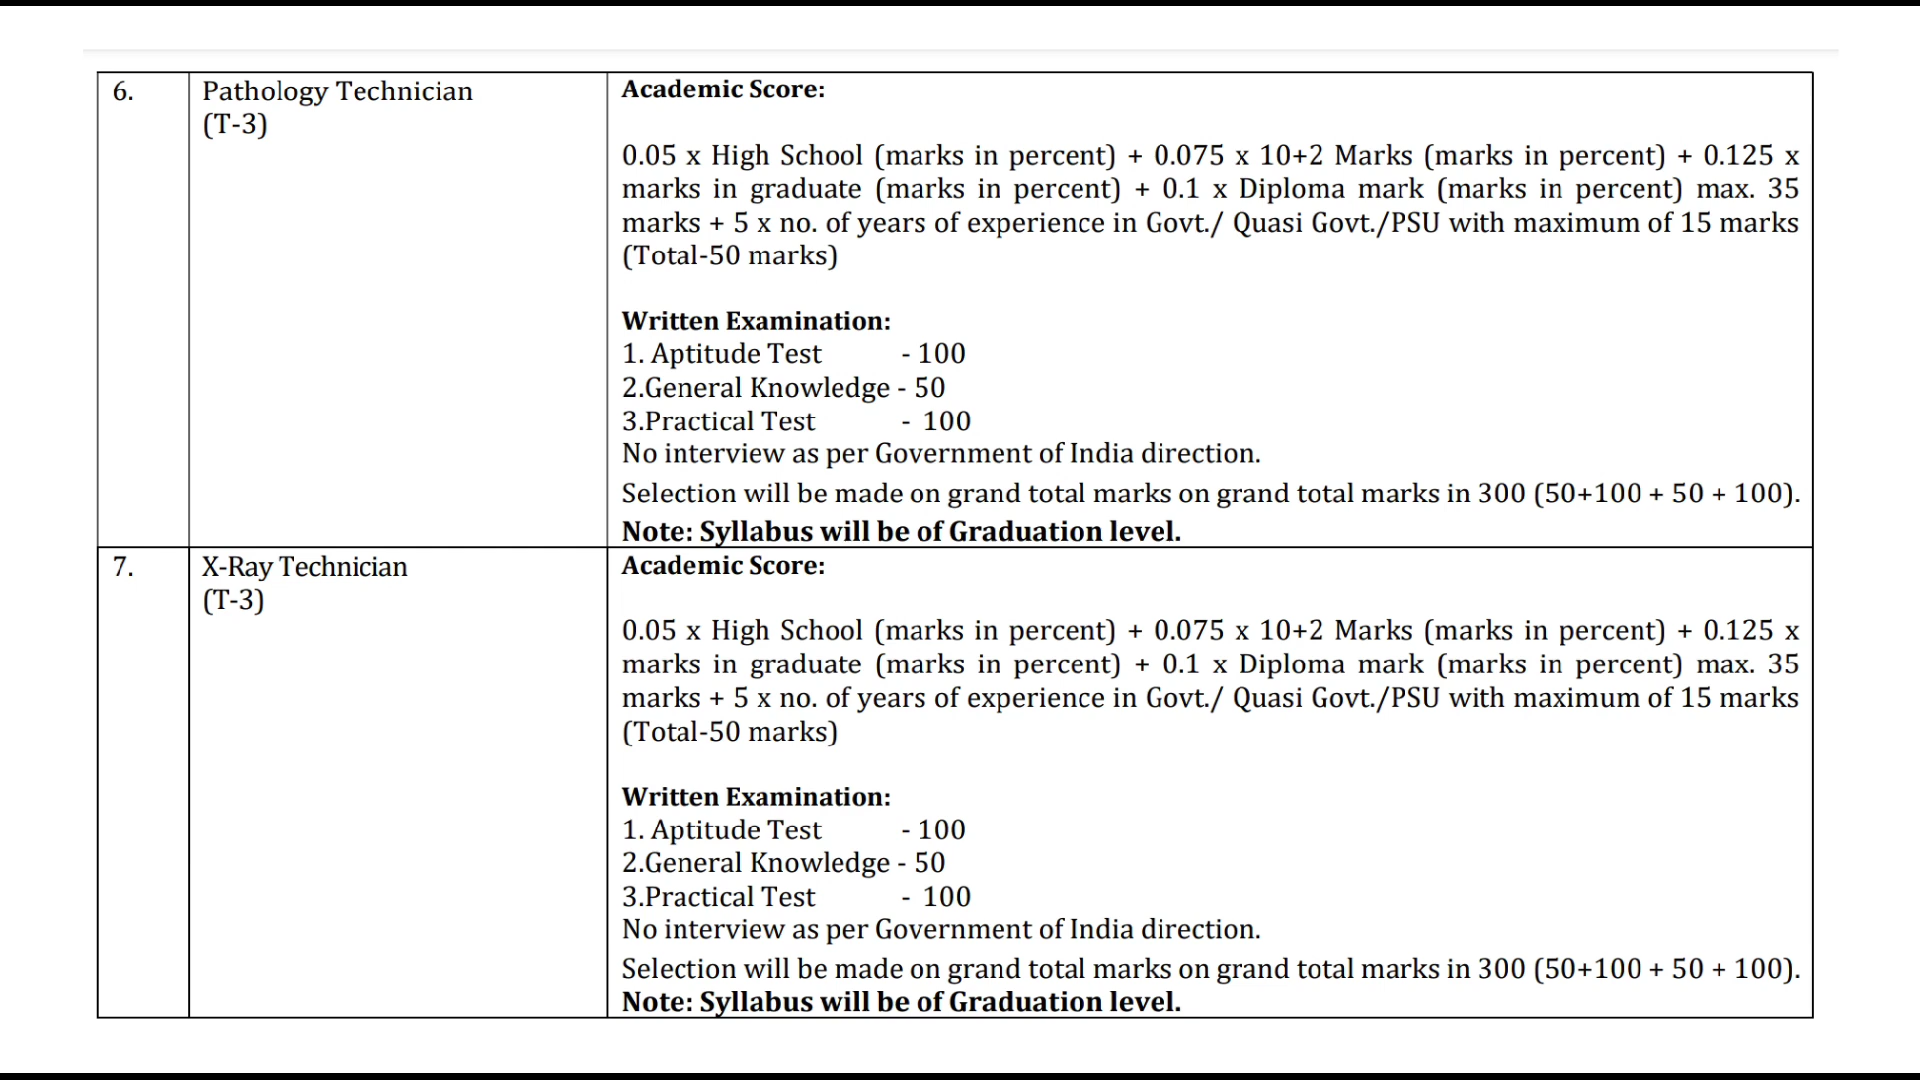 6.
Pathology Technician
(T-3)
Academic Score:
0.05 x High School (marks in percent) + 0.075 x 10+2 Marks (marks in percent) + 0.125 x
marks in graduate (marks in percent) + 0.1 x Diploma mark (marks in percent) max. 35
marks + 5 x no. of years of experience in Govt./ Quasi Govt./PSU with maximum of 15 marks
(Total-50 marks)
Written Examination:
1. Aptitude Test - 100
2.General Knowledge - 50
3.Practical Test - 100
No interview as per Government of India direction.
Selection will be made on grand total marks on grand total marks in 300 (50+100 + 50 + 100).
Note: Syllabus will be of Graduation level.
7.
X-Ray Technician
(T-3)
Academic Score:
0.05 x High School (marks in percent) + 0.075 x 10+2 Marks (marks in percent) + 0.125 x
marks in graduate (marks in percent) + 0.1 x Diploma mark (marks in percent) max. 35
marks + 5 x no. of years of experience in Govt./ Quasi Govt./PSU with maximum of 15 marks
(Total-50 marks)
Written Examination:
1. Aptitude Test - 100
2.General Knowledge - 50
3.Practical Test - 100
No interview as per Government of India direction.
Selection will be made on grand total marks on grand total marks in 300 (50+100 + 50 + 100).
Note: Syllabus will be of Graduation level.